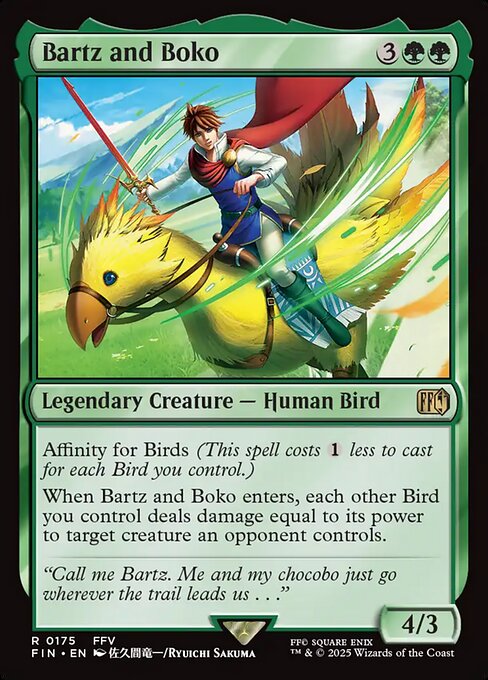 Bartz and Boko 3
Legendary Creature — Human Bird
FF
Affinity for Birds (This spell costs 1 less to cast
for each Bird you control.)
When Bartz and Boko enters, each other Bird
you control deals damage equal to its power
to target creature an opponent controls.
“Call me Bartz. Me and my chocobo just go
wherever the trail leads us . . .”
4/3
R 0175 FFV
FIN • EN 佐久間竜一/Ryuichi Sakuma
FF© SQUARE ENIX
™ & © 2025 Wizards of the Coast